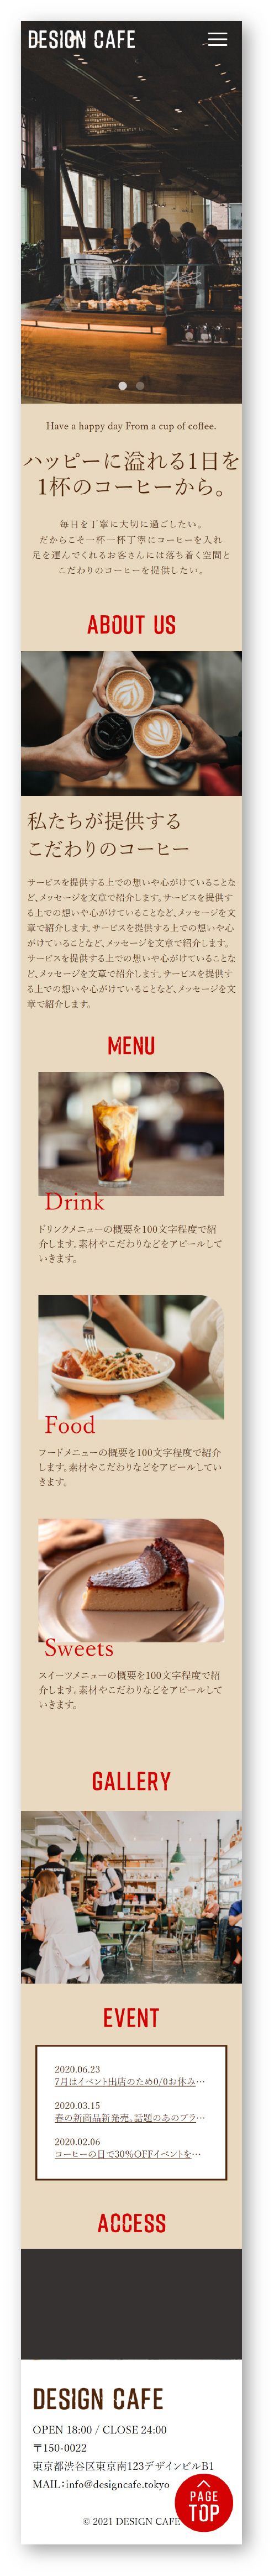 DESIGN CAFE
Have a happy day From a cup of coffee.
ハッピーに溢れる1日を
1杯のコーヒーから。
毎日を丁寧に大切に過ごしたい。
だからこそ一杯一杯丁寧にコーヒーを入れ
足を運んでくれるお客さんには落ち着く空間と
こだわりのコーヒーを提供したい。
ABOUT US
私たちが提供する
こだわりのコーヒー
サービスを提供する上での想いや心がけていることな
ど、メッセージを文章で紹介します。サービスを提供す
る上での想いや心がけていることなど、メッセージを文
章で紹介します。サービスを提供する上での想いや心
がけていることなど、メッセージを文章で紹介します。
サービスを提供する上での想いや心がけていることな
ど、メッセージを文章で紹介します。サービスを提供す
る上での想いや心がけていることなど、メッセージを文
章で紹介します。
MENU
Drink
ドリンクメニューの概要を100文字程度で紹
介します。素材やこだわりなどをアピールして
いきます。
Food
フードメニューの概要を100文字程度で紹介
します。素材やこだわりなどをアピールしてい
きます。
Sweets
スイーツメニューの概要を100文字程度で紹
介します。素材やこだわりなどをアピールして
いきます。
GALLERY
EVENT
2020.06.23
7月はイベント出店のため0/0お休み…
2020.03.15
春の新商品新発売。話題のあのブラ…
2020.02.06
コーヒーの日で30%OFFイベントを…
ACCESS
DESIGN CAFE
OPEN 18:00 / CLOSE 24:00
〒150-0022
東京都渋谷区東京南123デザインビルB1
MAIL:info@designcafe.tokyo
PAGE
TOP
© 2021 DESIGN CAFE